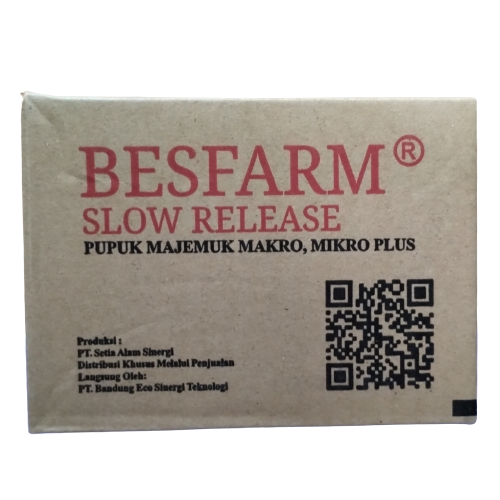 BESFARM®
SLOW RELEASE
PUPUK MAJEMUK MAKRO, MIKRO PLUS
Produksi :
PT. Setia Alam Sinergi
Distribusi Khusus Melalui Penjualan
Langsung Oleh:
PT. Bandung Eco Sinergi Teknologi